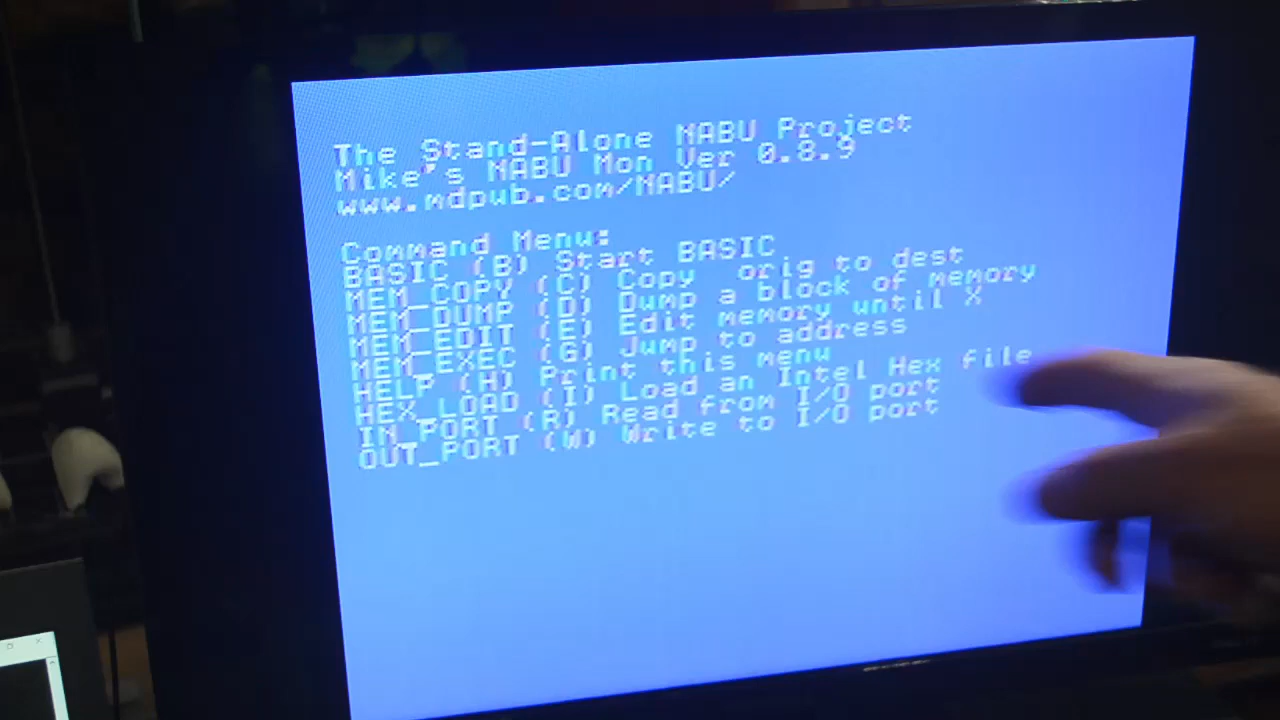 The Stand-Alone NABU Project
Mike's NABU Mon Ver 0.8.9
www.mdpub.com/NABU/
Command Menu:
BASIC (B) Start BASIC
MEM_COPY (C) Copy orig to dest
MEM_DUMP (D) Dump a block of memory
MEM_EDIT (E) Edit memory until X
MEM_EXEC (G) Jump to address
HELP (H) Print this menu
HEX_LOAD (I) Load an Intel Hex file
IN_PORT (R) Read from I/O port
OUT_PORT (W) Write to I/O port